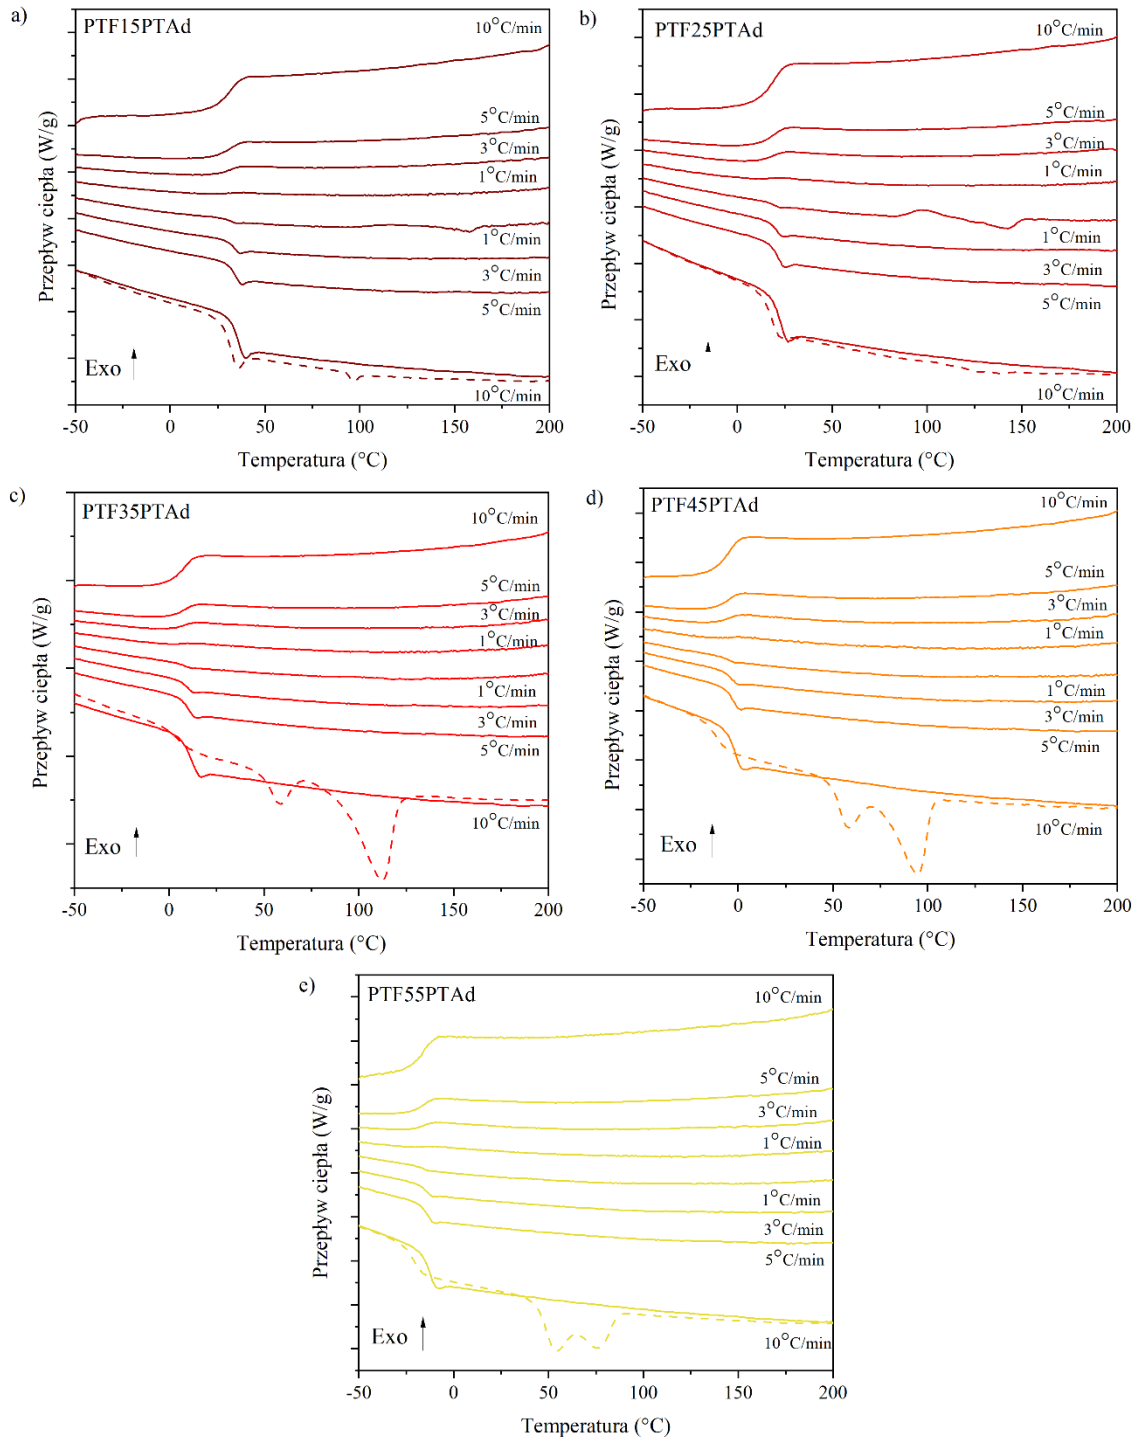 a)
PTF15PTAd
10°C/min
5°C/min
3°C/min
1°C/min
1°C/min
3°C/min
5°C/min
10°C/min
Exo
Przepływ ciepła (W/g)
-50 0 50 100 150 200
Temperatura (°C)
b)
PTF25PTAd
10°C/min
5°C/min
3°C/min
1°C/min
1°C/min
3°C/min
5°C/min
10°C/min
Exo
Przepływ ciepła (W/g)
-50 0 50 100 150 200
Temperatura (°C)
c)
PTF35PTAd
10°C/min
5°C/min
3°C/min
1°C/min
1°C/min
3°C/min
5°C/min
10°C/min
Exo
Przepływ ciepła (W/g)
-50 0 50 100 150 200
Temperatura (°C)
d)
PTF45PTAd
10°C/min
5°C/min
3°C/min
1°C/min
1°C/min
3°C/min
5°C/min
10°C/min
Exo
Przepływ ciepła (W/g)
-50 0 50 100 150 200
Temperatura (°C)
e)
PTF55PTAd
10°C/min
5°C/min
3°C/min
1°C/min
1°C/min
3°C/min
5°C/min
10°C/min
Exo
Przepływ ciepła (W/g)
-50 0 50 100 150 200
Temperatura (°C)